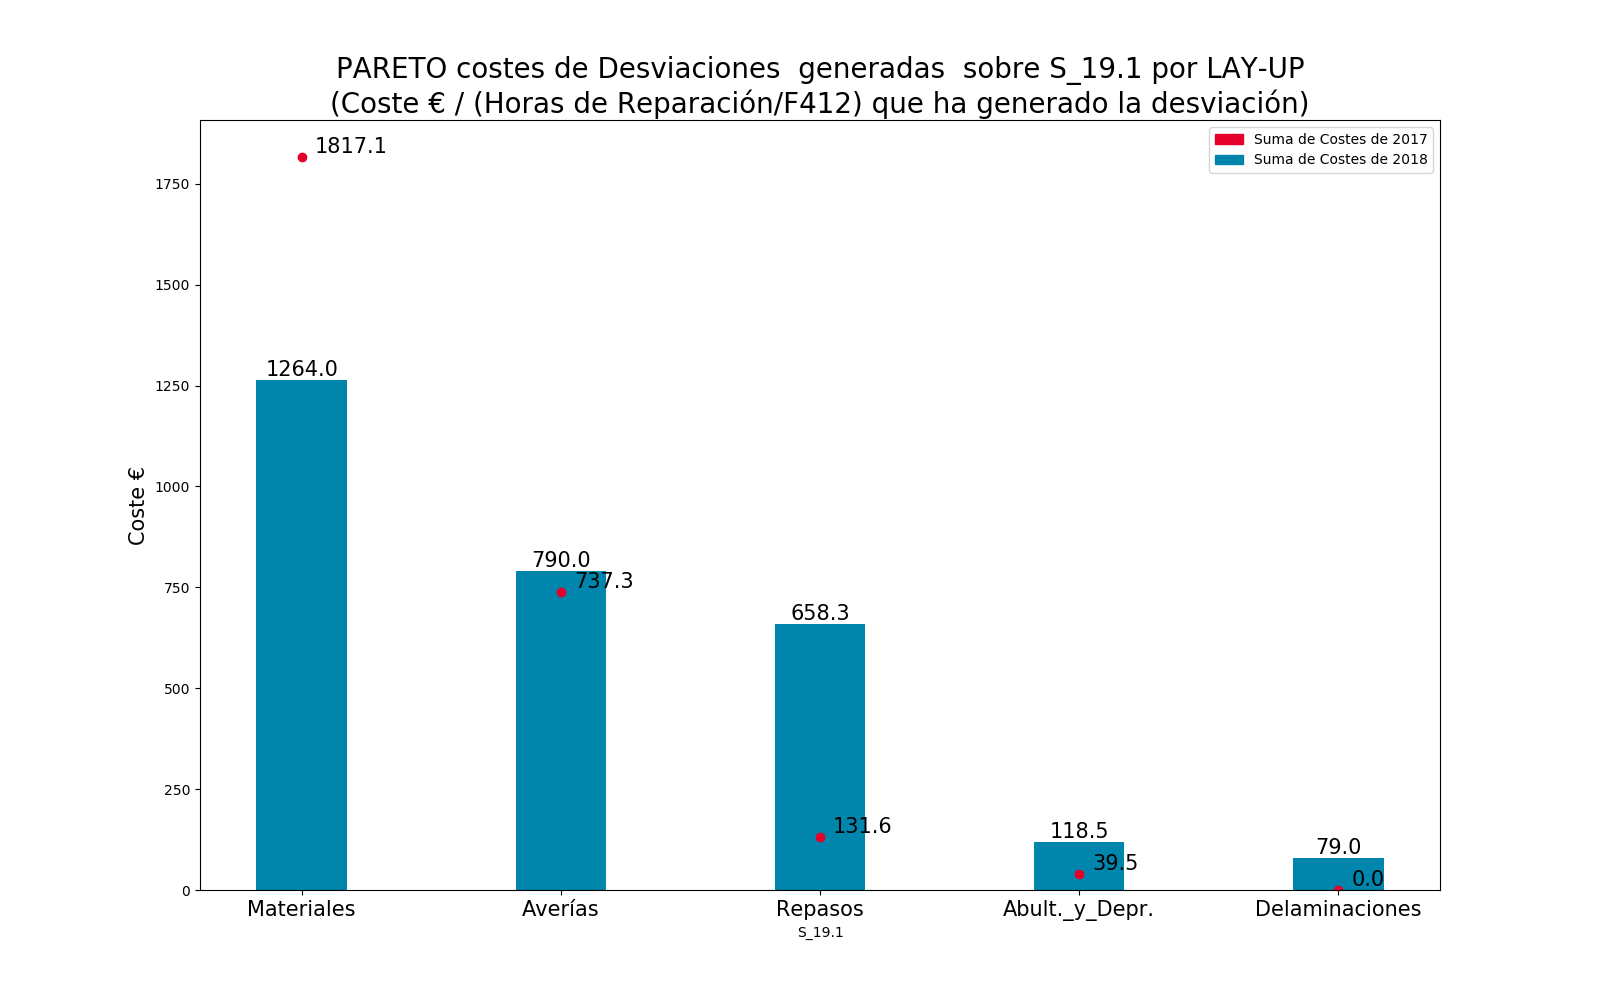 PARETO costes de Desviaciones  generadas  sobre S_19.1 por LAY-UP
(Coste € / (Horas de Reparación/F412) que ha generado la desviación)
Suma de Costes de 2017
Suma de Costes de 2018
Coste €
1750
1500
1250
1000
750
500
250
0
1817.1
1264.0
790.0
737.3
658.3
131.6
118.5
39.5
79.0
0.0
Materiales
Averías
Repasos
Abult._y_Depr.
Delaminaciones
S_19.1